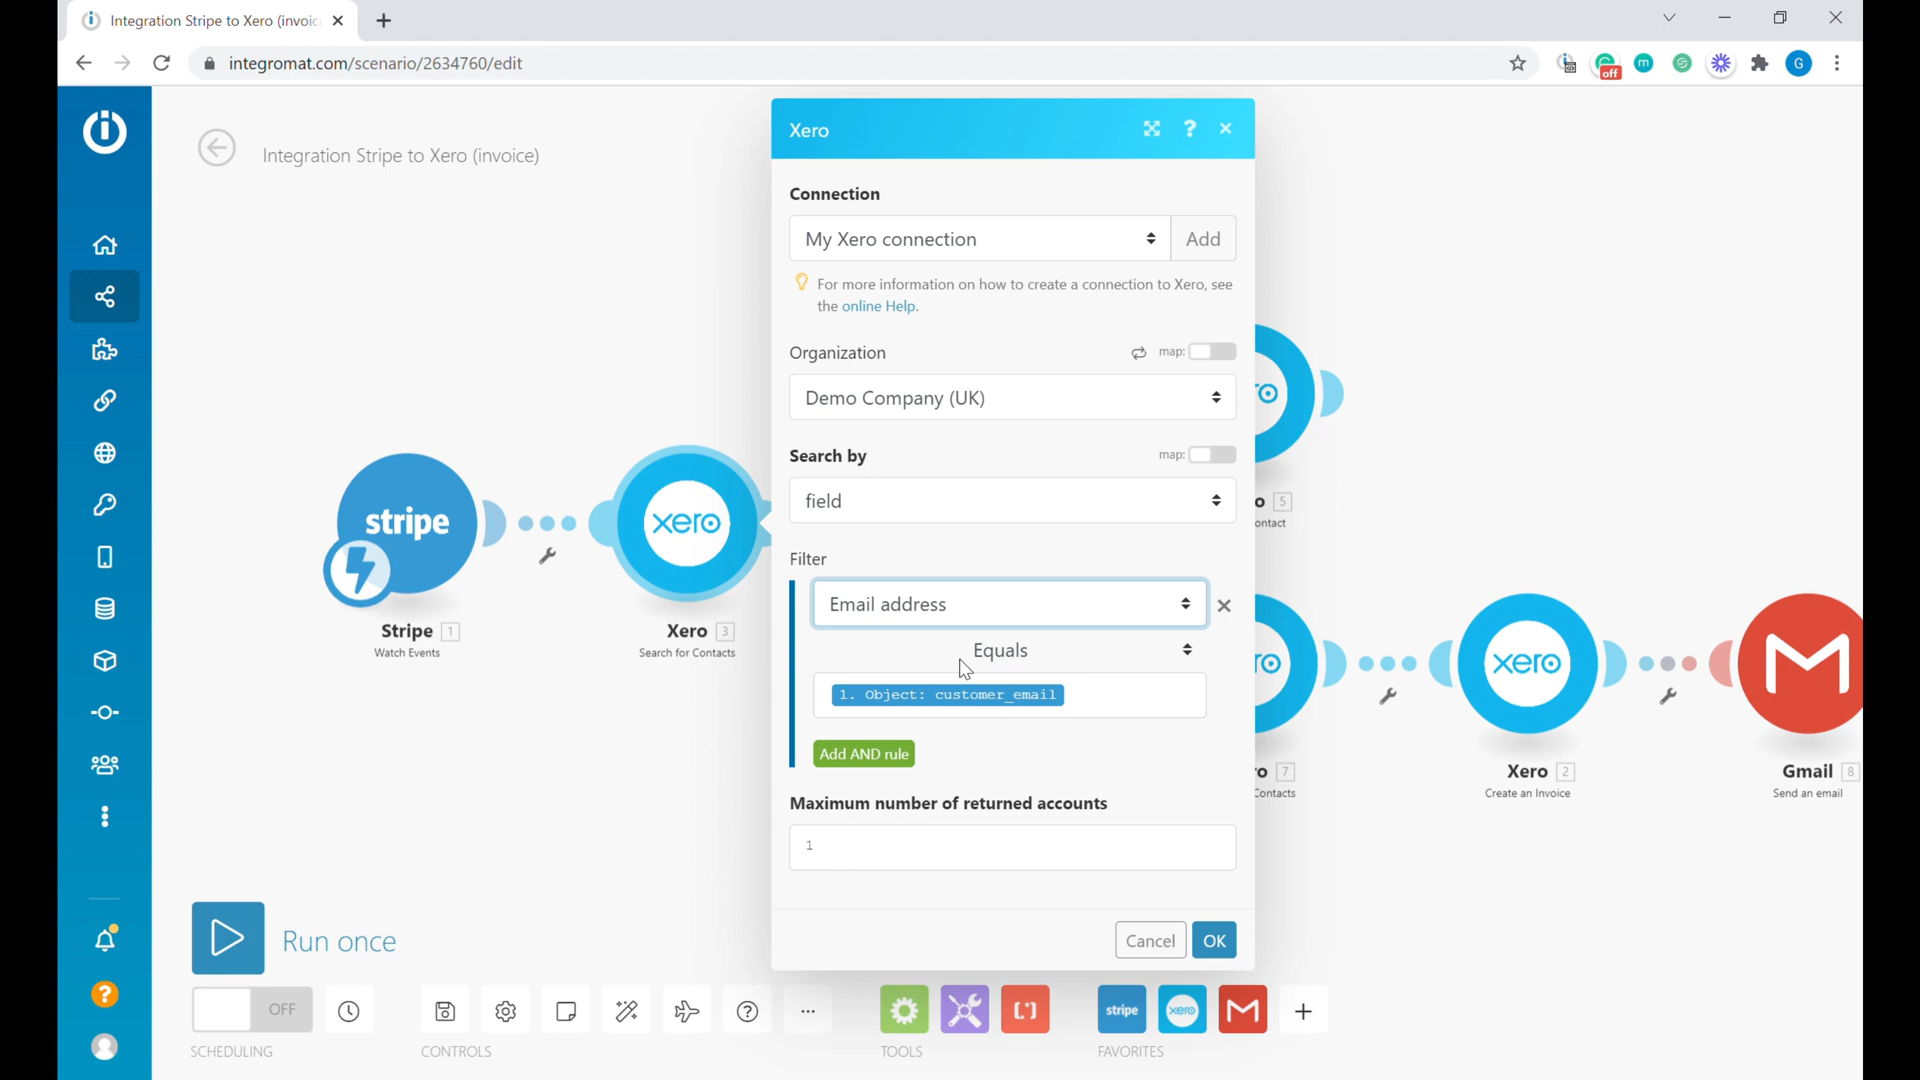 Integration Stripe to Xero (invoic
integromat.com/scenario/2634760/edit
off
m
G
Integration Stripe to Xero (invoice)
Xero
?
Connection
My Xero connection
Add
For more information on how to create a connection to Xero, see
the online Help.
Organization
map:
Demo Company (UK)
Search by
map:
field
Filter
Email address
Equals
1. Object: customer_email
Add AND rule
Maximum number of returned accounts
1
Cancel
OK
stripe
Stripe 1
Watch Events
xero
Xero 3
Search for Contacts
ro
o 5
ontact
ro
o 7
Contacts
xero
Xero 2
Create an Invoice
Gmail 8
Send an email
Run once
OFF
SCHEDULING
CONTROLS
TOOLS
stripe
xero
FAVORITES